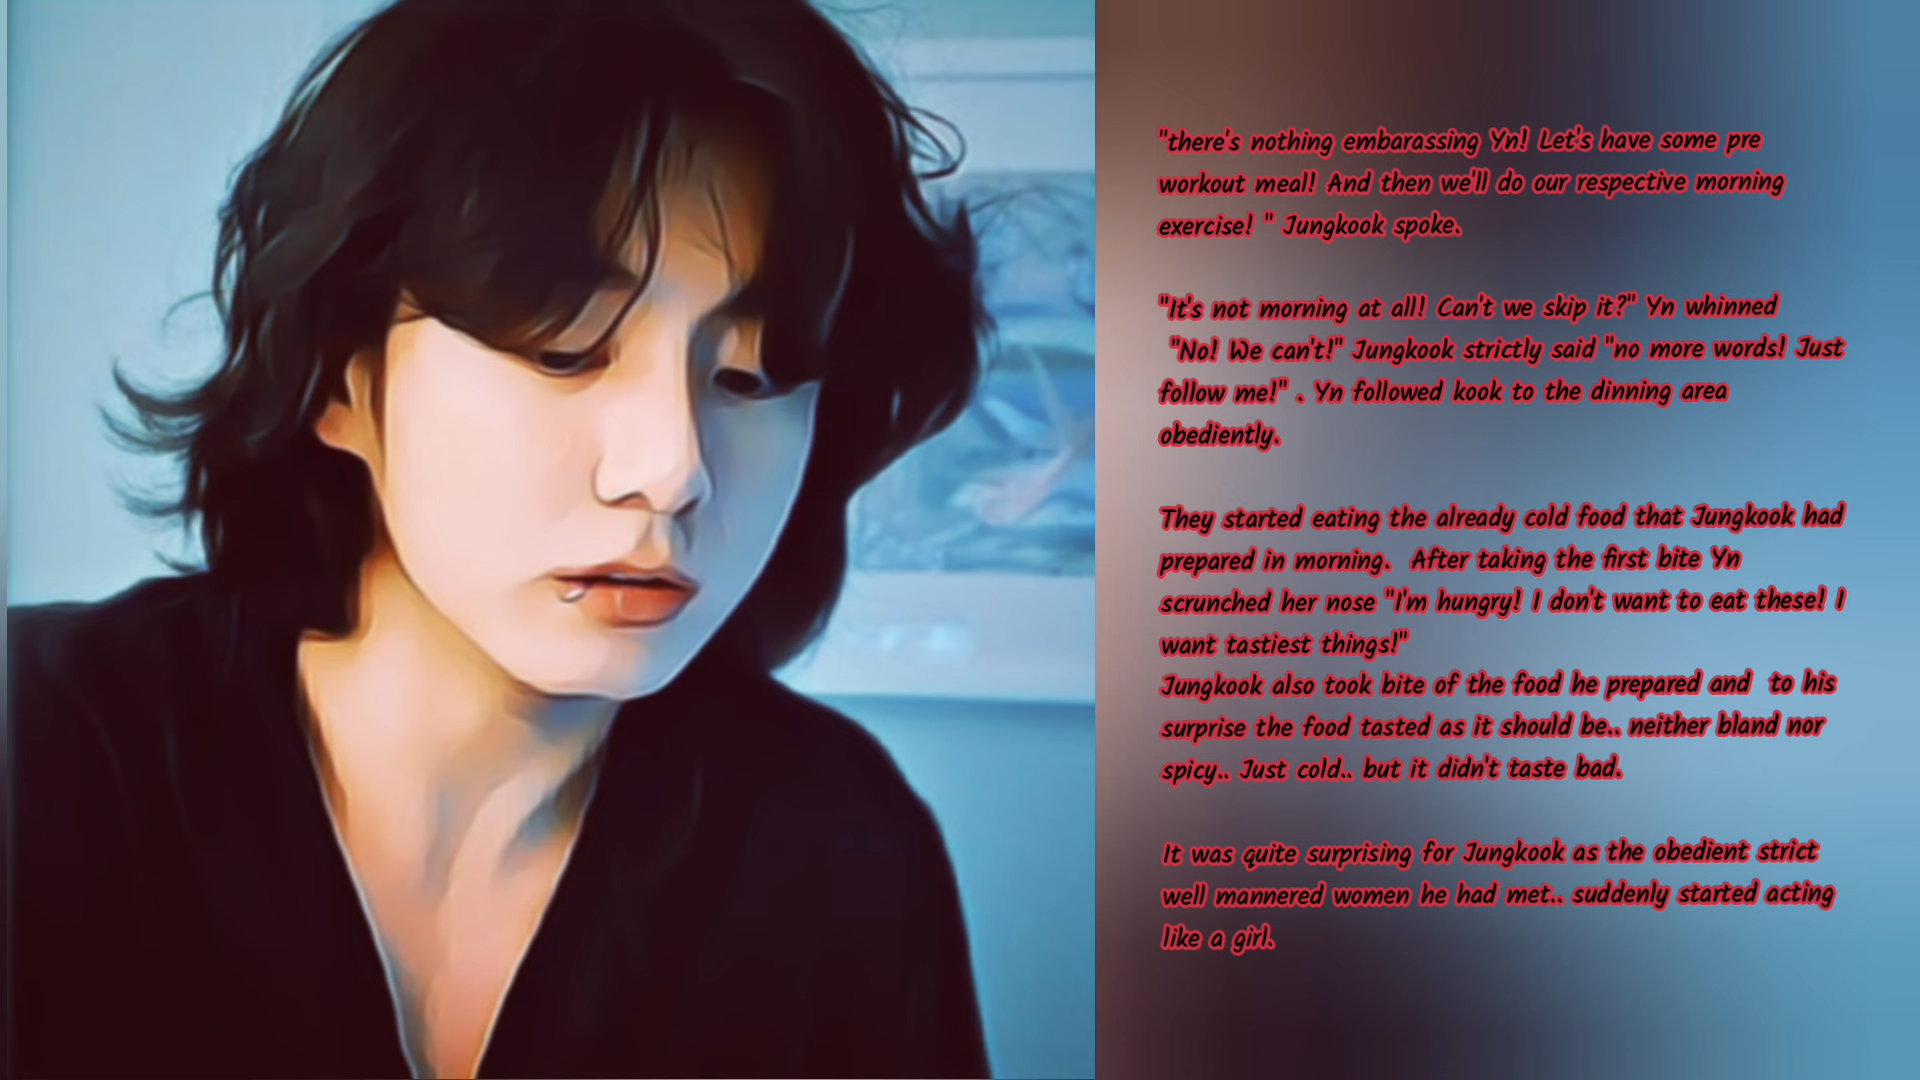 "there's nothing embarassing Yn! Let's have some pre
workout meal! And then we'll do our respective morning
exercise! " Jungkook spoke.
"It's not morning at all! Can't we skip it?" Yn whinned
"No! We can't!" Jungkook strictly said "no more words! Just
follow me!" . Yn followed kook to the dinning area
obediently.
They started eating the already cold food that Jungkook had
prepared in morning.  After taking the first bite Yn
scrunched her nose "I'm hungry! I don't want to eat these! I
want tastiest things!"
Jungkook also took bite of the food he prepared and  to his
surprise the food tasted as it should be.. neither bland nor
spicy.. Just cold.. but it didn't taste bad.
It was quite surprising for Jungkook as the obedient strict
well mannered women he had met.. suddenly started acting
like a girl.